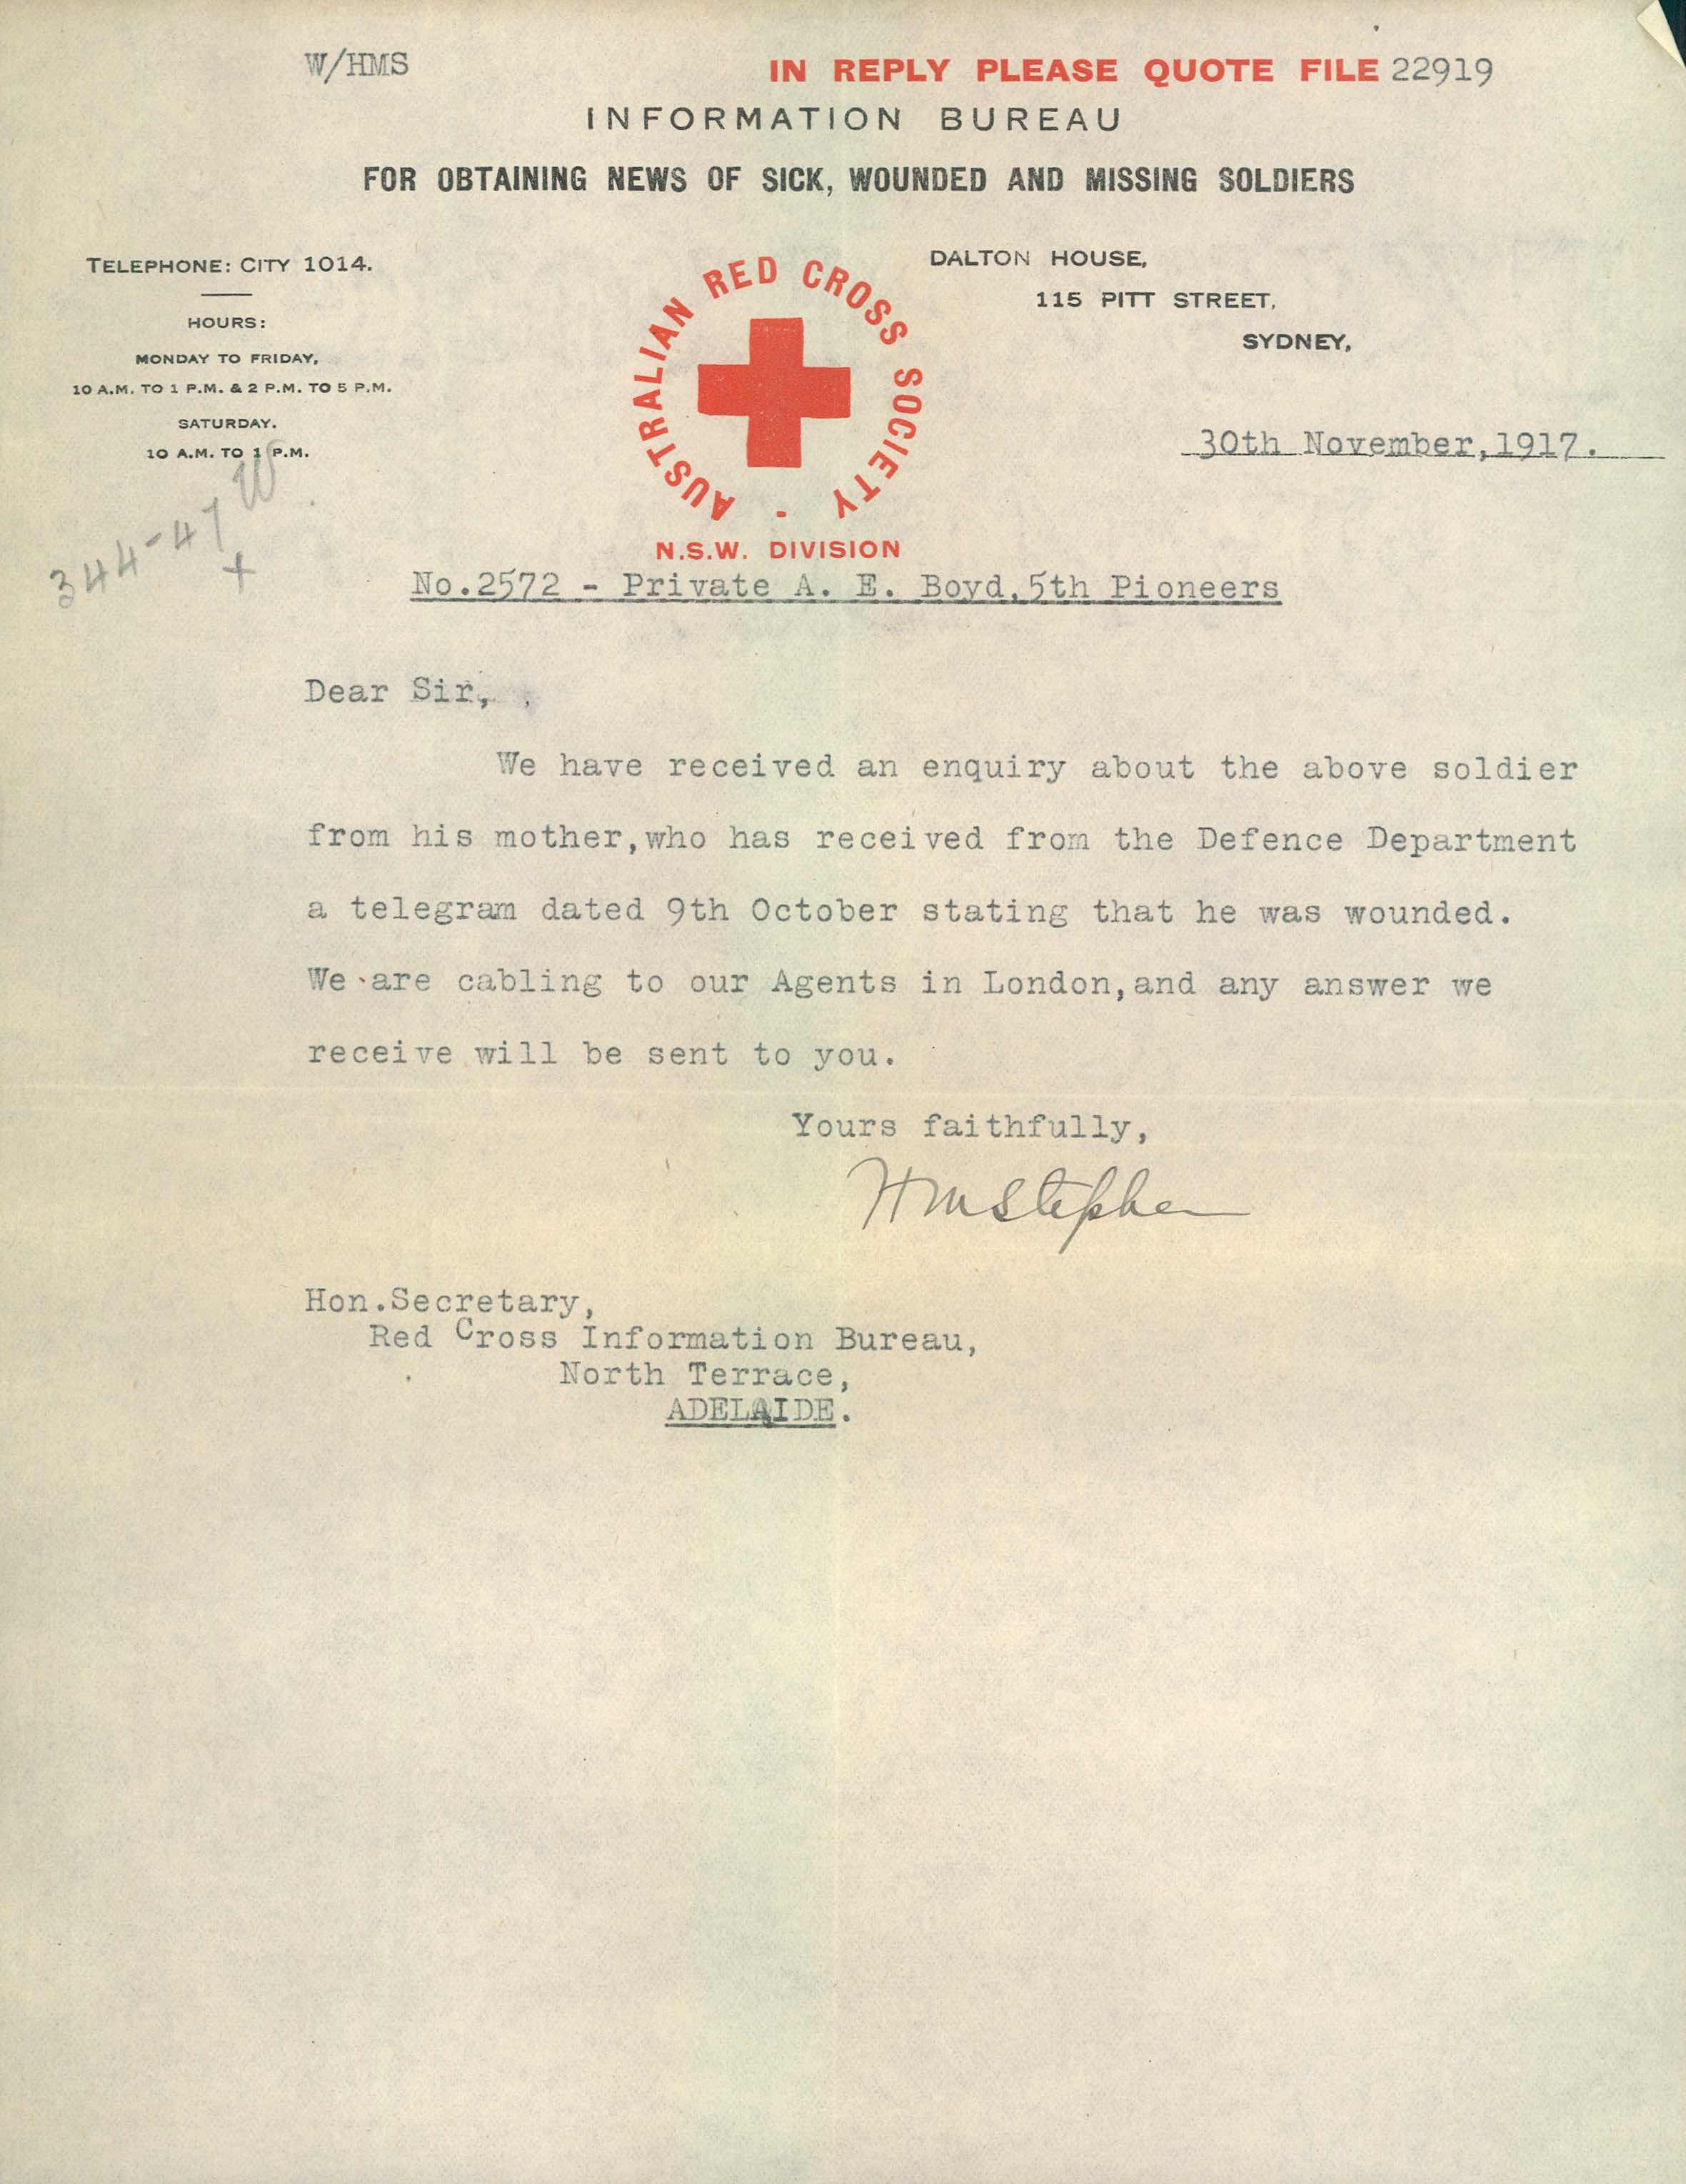 W/HMS
IN REPLY PLEASE QUOTE FILE 22919
INFORMATION BUREAU
FOR OBTAINING NEWS OF SICK, WOUNDED AND MISSING SOLDIERS
TELEPHONE: CITY 1014.
HOURS:
MONDAY TO FRIDAY,
10 A.M. TO 1 P.M. & 2 P.M. TO 5 P.M.
SATURDAY.
10 A.M. TO 1 P.M.
344-47
AUSTRALIAN RED CROSS SOCIETY -
N.S.W. DIVISION
DALTON HOUSE,
115 PITT STREET,
SYDNEY,
30th November,1917.
No.2572 - Private A. E. Boyd,5th Pioneers
Dear Sir,
We have received an enquiry about the above soldier
from his mother,who has received from the Defence Department
a telegram dated 9th October stating that he was wounded.
We are cabling to our Agents in London,and any answer we
receive will be sent to you.
Yours faithfully,
HMStephen
Hon.Secretary,
Red Cross Information Bureau,
North Terrace,
ADELAIDE.